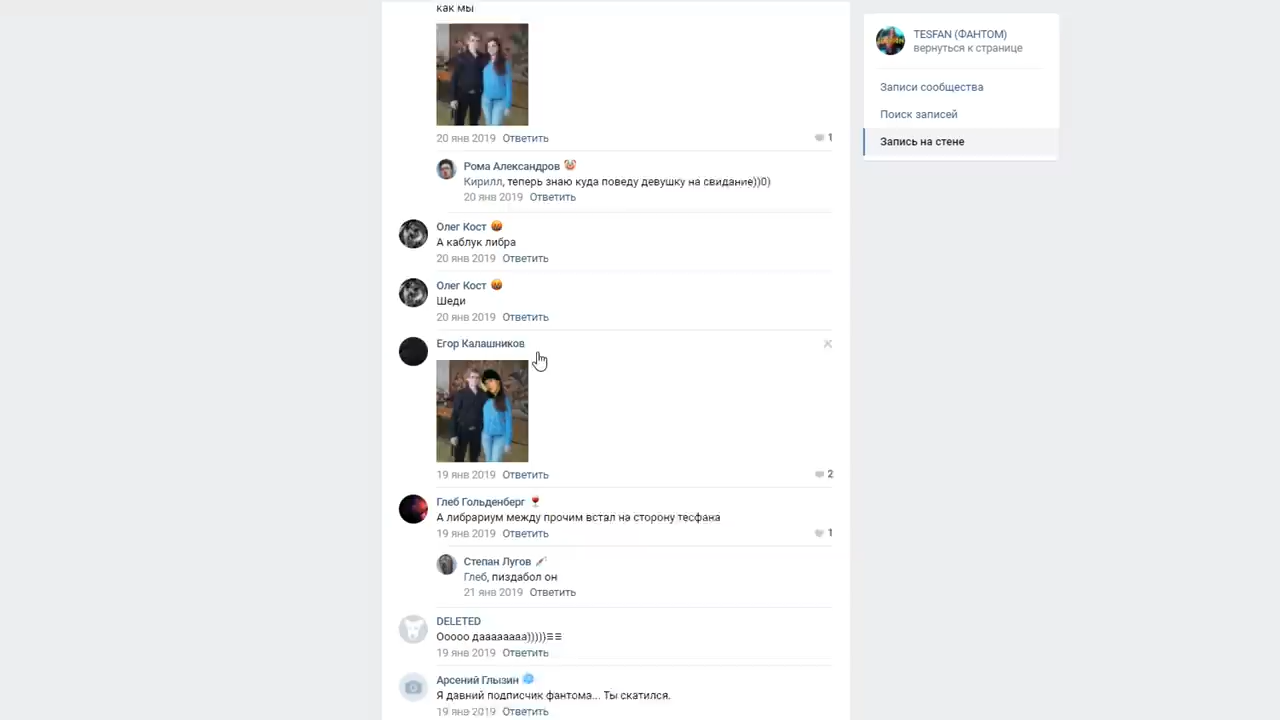 как мы
20 янв 2019 Ответить 1
Рома Александров
Кирилл, теперь знаю куда поведу девушку на свидание))0)
20 янв 2019 Ответить
Олег Кост
А каблук либра
20 янв 2019 Ответить
Олег Кост
Шеди
20 янв 2019 Ответить
Егор Калашников
19 янв 2019 Ответить 2
Глеб Гольденберг
А либрариум между прочим встал на сторону тесфана
19 янв 2019 Ответить 1
Степан Лугов
Глеб, пиздабол он
21 янв 2019 Ответить
DELETED
Ооооо дааааааа)))))☰☰
19 янв 2019 Ответить
Арсений Глызин
Я давний подписчик фантома... Ты скатился.
19 янв 2019 Ответить
TESFAN (ФАНТОМ)
вернуться к странице
Записи сообщества
Поиск записей
Запись на стене